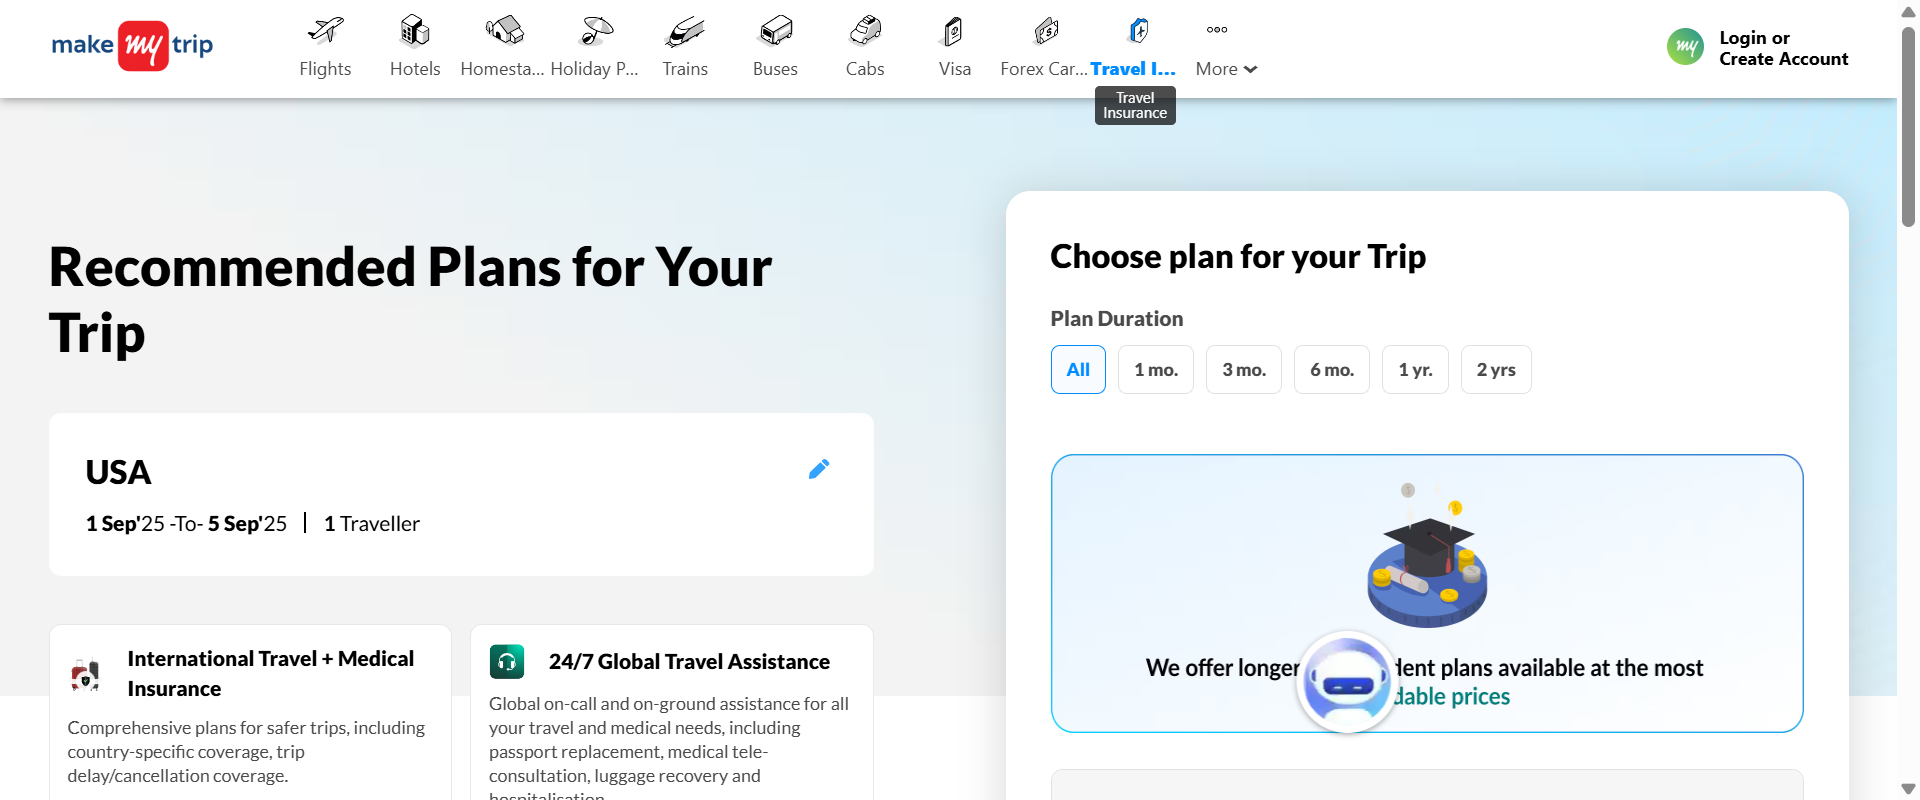 make my trip
Flights
Hotels
Homesta...
Holiday P...
Trains
Buses
Cabs
Visa
Forex Car...
Travel I...
More
my
Login or
Create Account
Travel
Insurance
Recommended Plans for Your
Trip
USA
1 Sep'25 -To- 5 Sep'25 | 1 Traveller
International Travel + Medical
Insurance
Comprehensive plans for safer trips, including
country-specific coverage, trip
delay/cancellation coverage.
24/7 Global Travel Assistance
Global on-call and on-ground assistance for all
your travel and medical needs, including
passport replacement, medical tele-
consultation, luggage recovery and
hospitalisation
Choose plan for your Trip
Plan Duration
All
1 mo.
3 mo.
6 mo.
1 yr.
2 yrs
We offer longer dent plans available at the most
dable prices